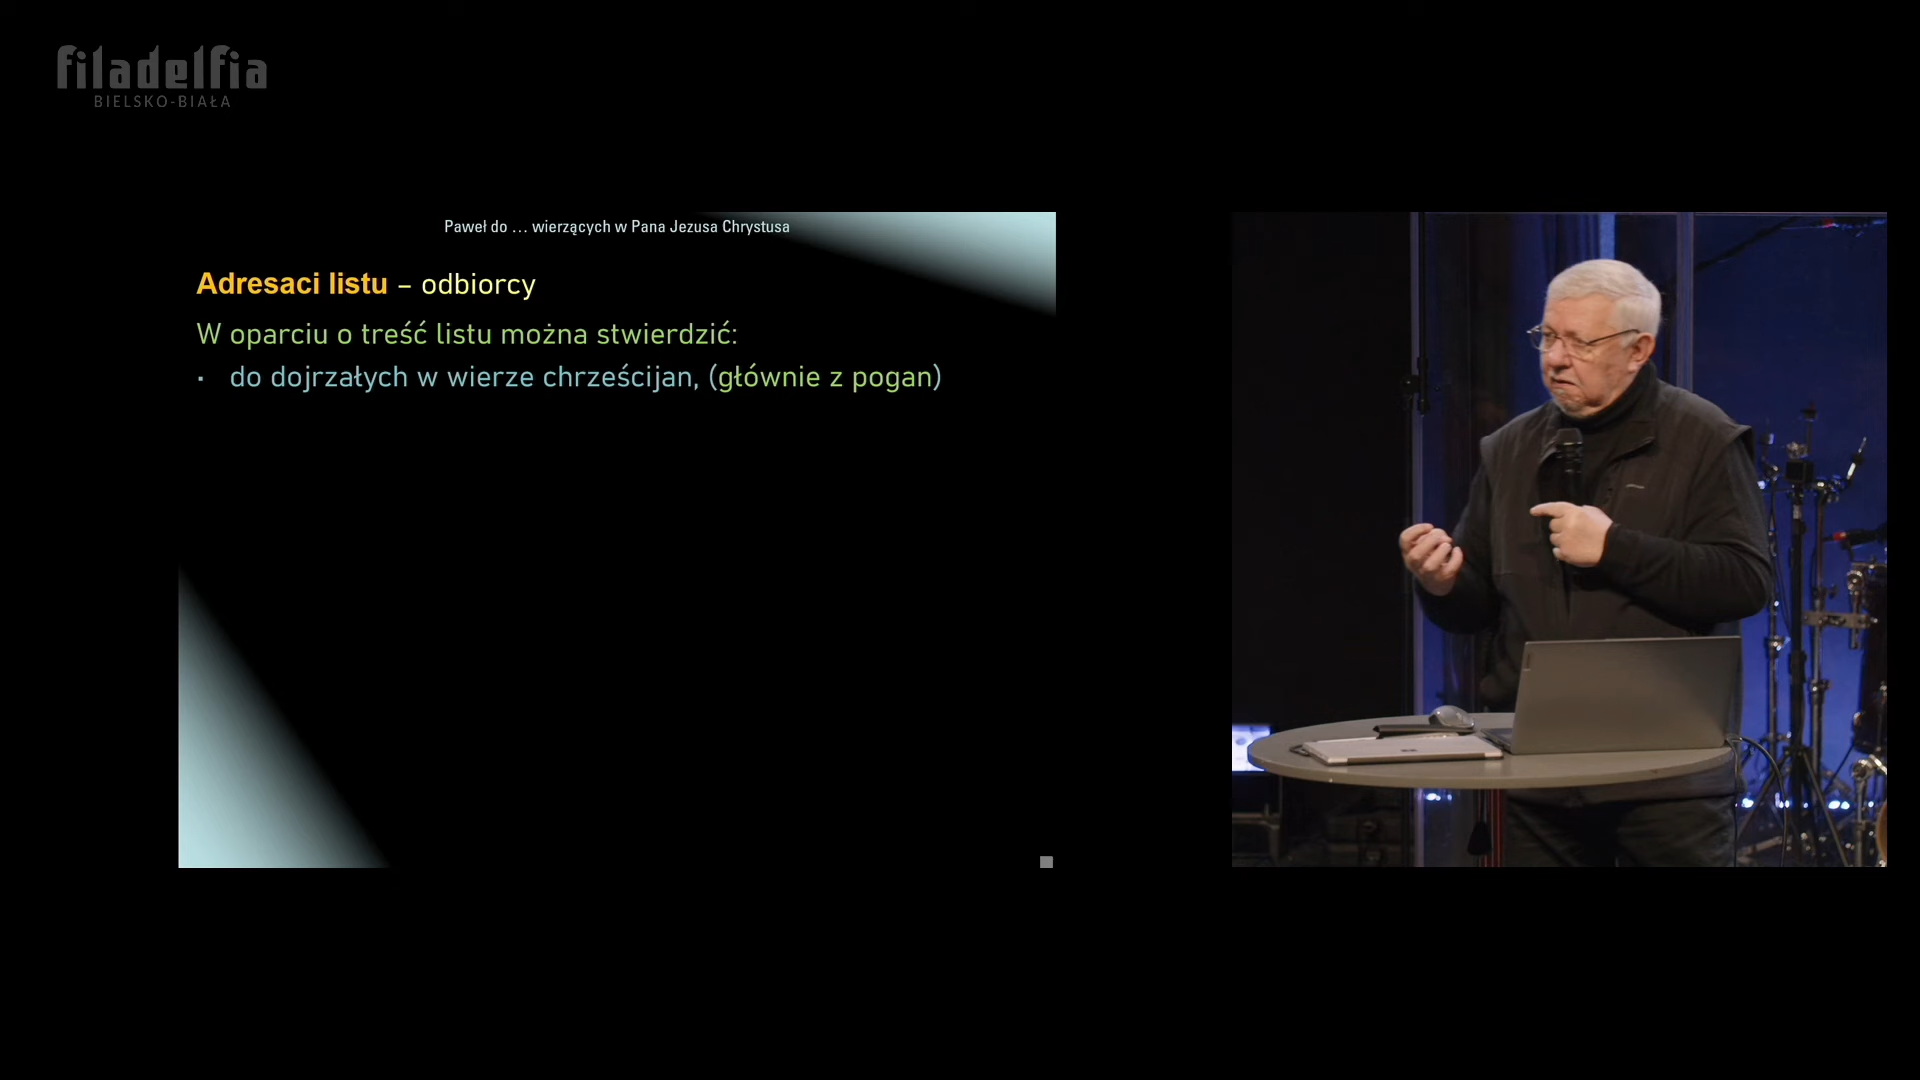 filadelfia
BIELSKO-BIAŁA
Paweł do … wierzących w Pana Jezusa Chrystusa
Adresaci listu – odbiorcy
W oparciu o treść listu można stwierdzić:
· do dojrzałych w wierze chrześcijan, (głównie z pogan)